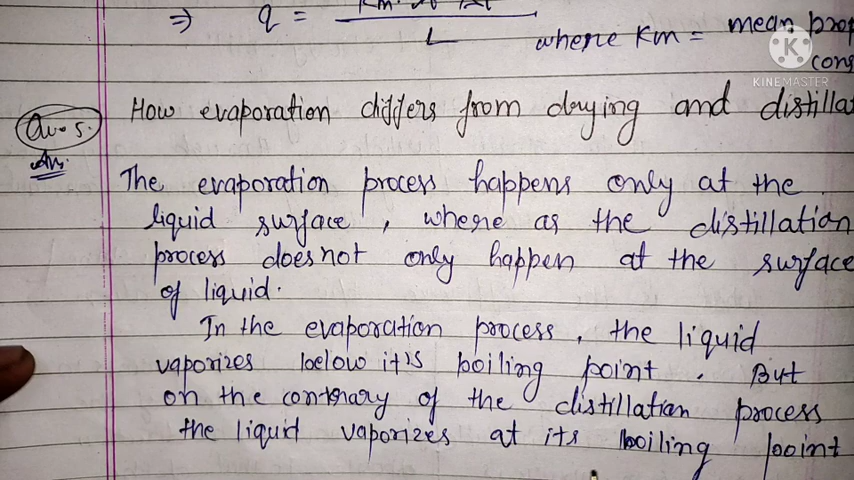 ⇒ q = Km
L where Km = mean prop
cons
KINEMASTER
Qu.5. How evaporation differs from drying and distilla
Ans. The evaporation process happens only at the
liquid surface, where as the distillation
process does not only happen at the surface
of liquid.
In the evaporation process, the liquid
vaporizes below it's boiling point. But
on the contrary of the distillation process
the liquid vaporizes at its boiling point